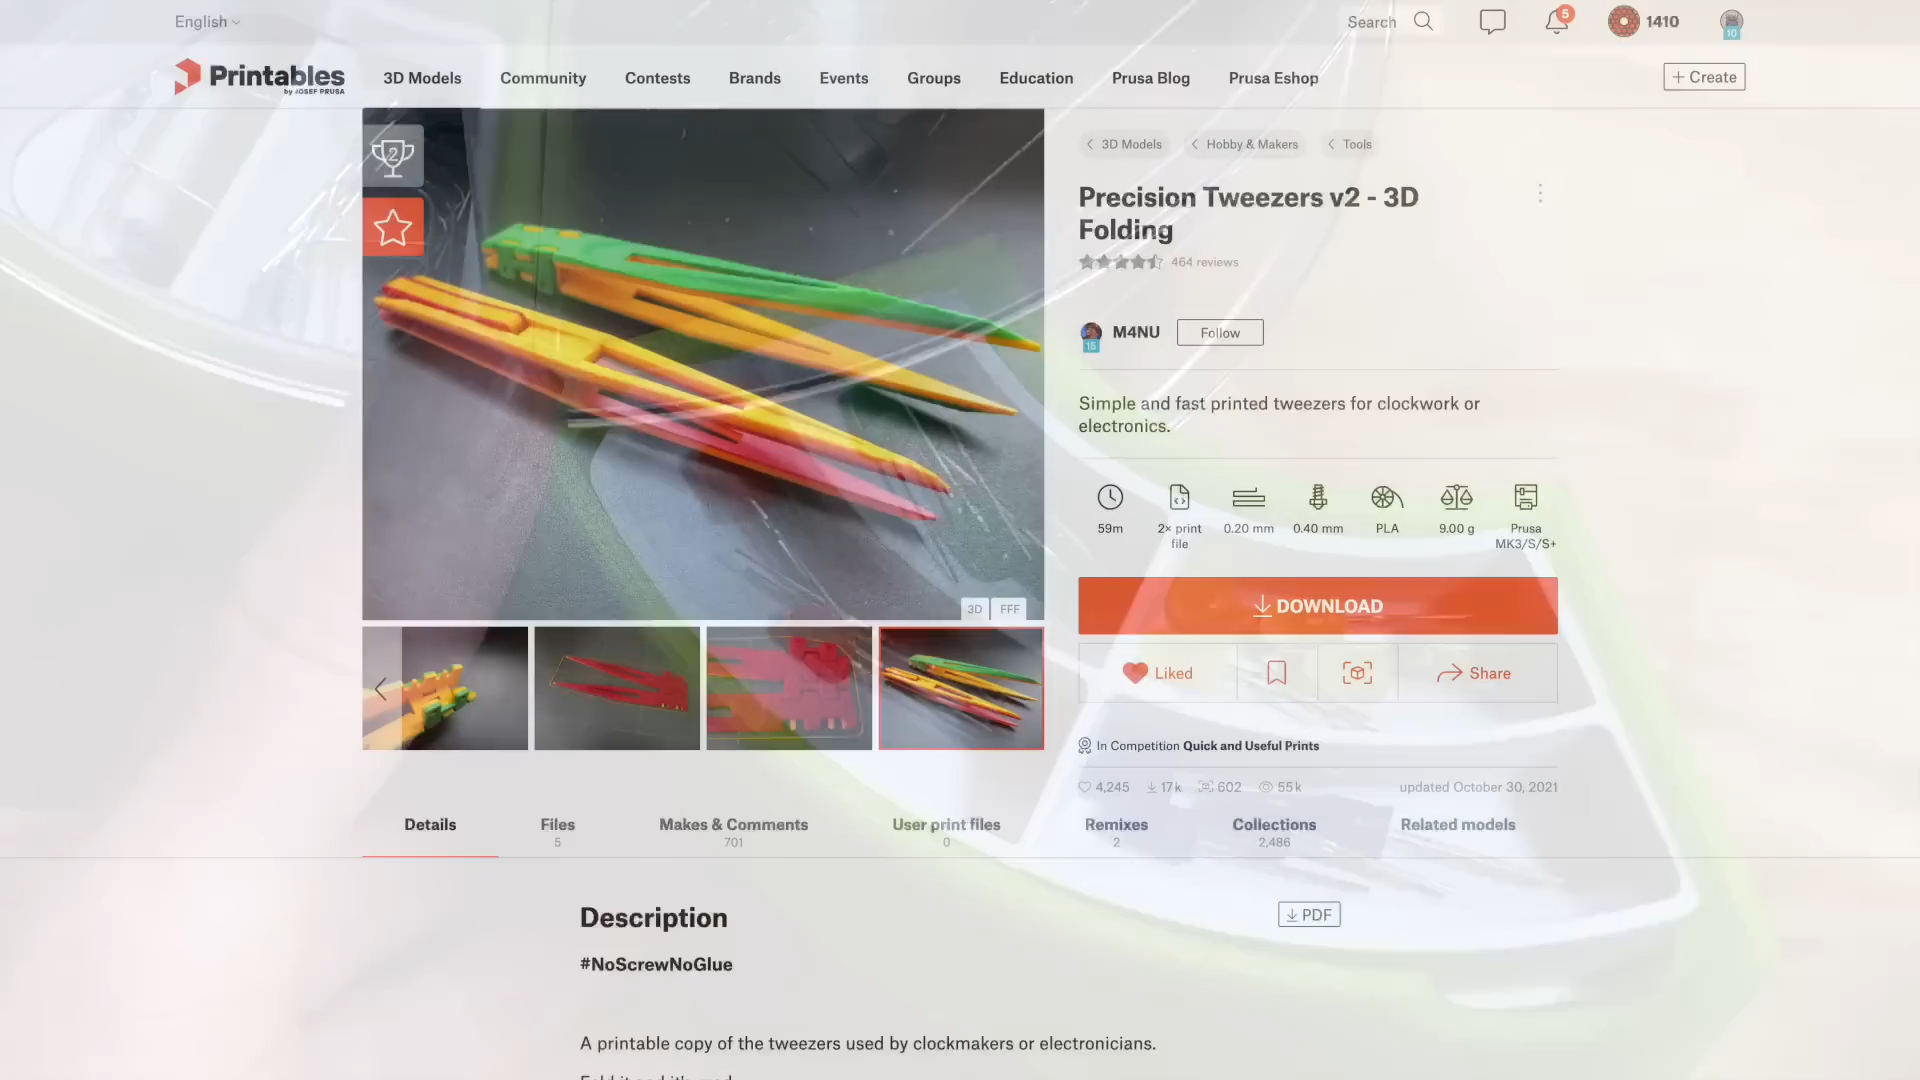 English
Search
5
1410
10
Printables
by JOSEF PRUSA
3D Models
Community
Contests
Brands
Events
Groups
Education
Prusa Blog
Prusa Eshop
+ Create
2
3D Models
Hobby & Makers
Tools
Precision Tweezers v2 - 3D
Folding
464 reviews
M4NU
15
Follow
Simple and fast printed tweezers for clockwork or
electronics.
59m
2× print
file
0.20 mm
0.40 mm
PLA
9.00 g
Prusa
MK3/S/S+
3D
FFF
DOWNLOAD
Liked
Share
In Competition Quick and Useful Prints
4,245
17k
602
55k
updated October 30, 2021
Details
Files
5
Makes & Comments
701
User print files
0
Remixes
2
Collections
2,486
Related models
Description
PDF
#NoScrewNoGlue
A printable copy of the tweezers used by clockmakers or electronicians.